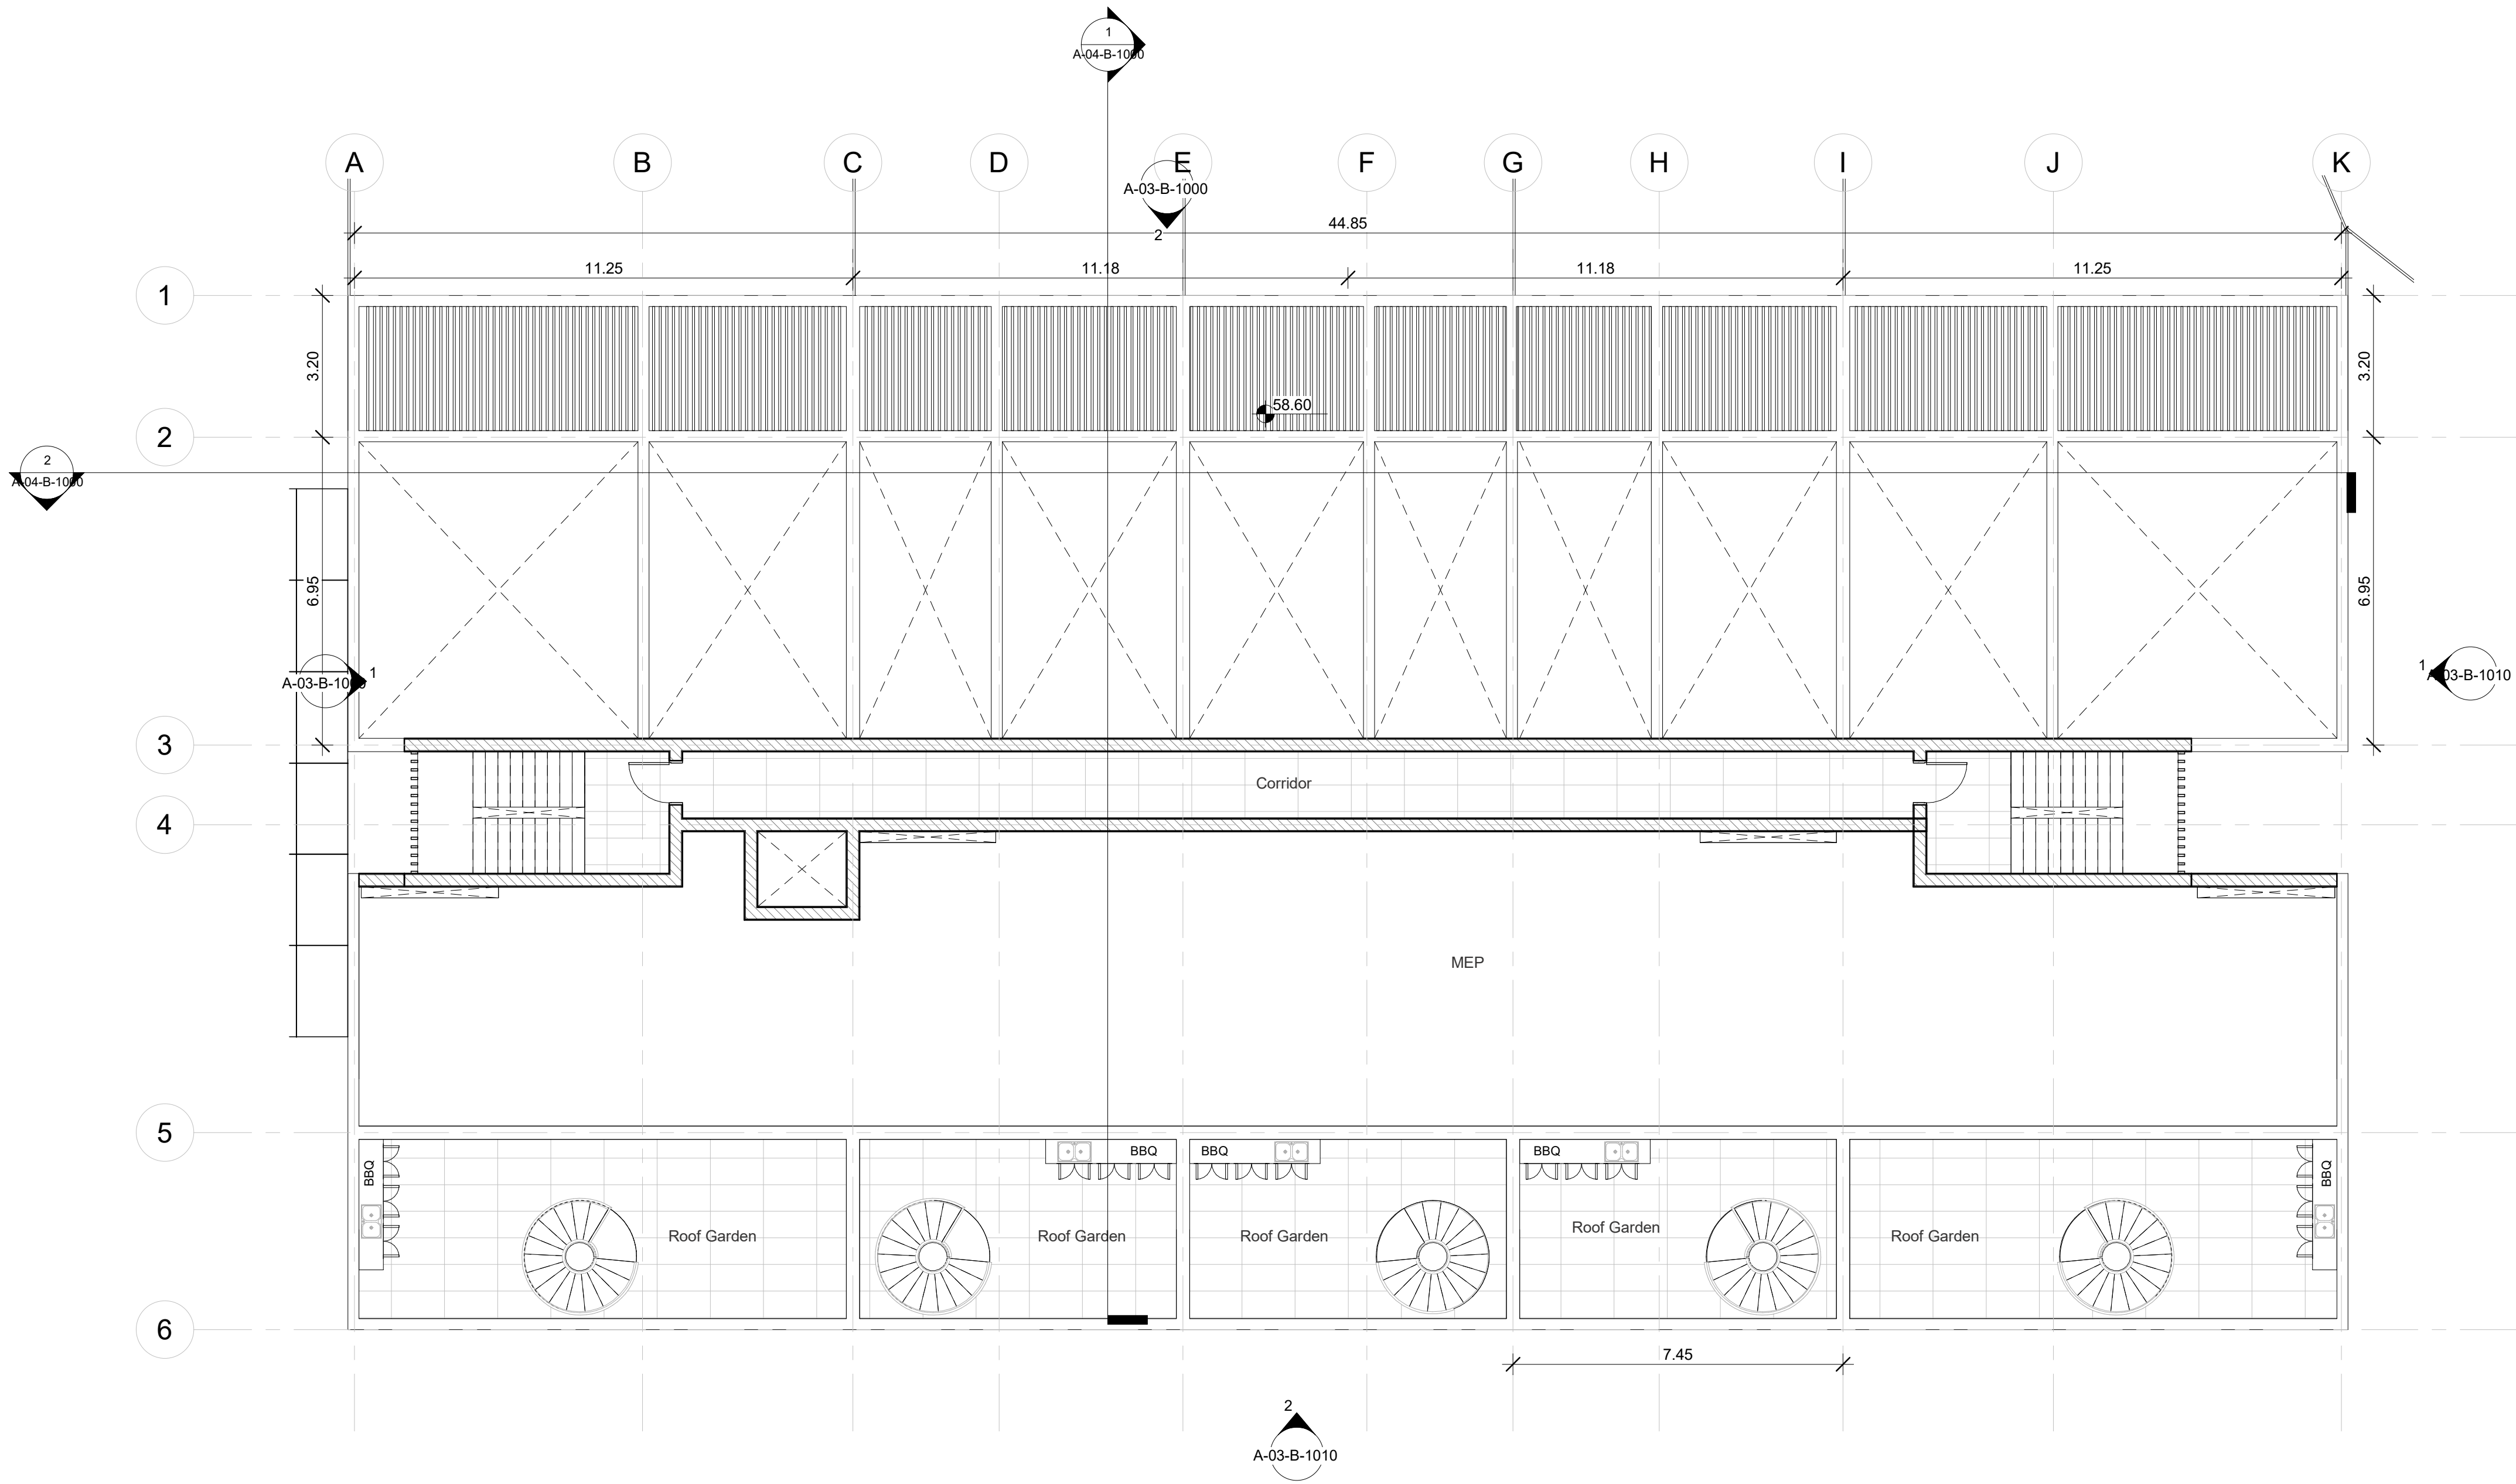 1
A-04-B-1000
A
B
C
D
E
F
G
H
I
J
K
A-03-B-1000
2
44.85
11.25
11.18
11.18
11.25
1
3.20
3.20
58.60
2
2
A-04-B-1000
6.95
6.95
1
A-03-B-1000
1
A-03-B-1010
3
Corridor
4
MEP
5
BBQ
BBQ
BBQ
BBQ
BBQ
Roof Garden
Roof Garden
Roof Garden
Roof Garden
Roof Garden
6
7.45
2
A-03-B-1010